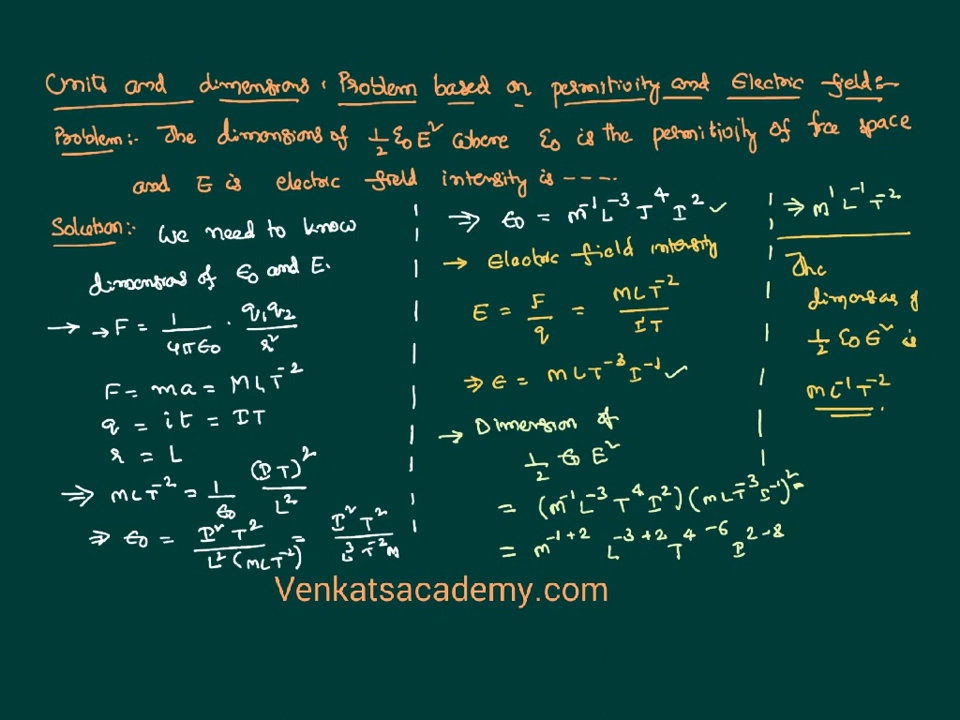 Units and dimensions : Problem based on permitivity and Electric field :-
Problem :- The dimensions of 1/2 ε0 E² where ε0 is the permitivity of free space
and E is electric field intensity is ----.
Solution :- We need to know
dimensions of ε0 and E.
→ → F = 1/4πε0 · q1q2/r²
F = ma = MLT⁻²
q = it = IT
r = L
⇒ MLT⁻² = 1/ε0 (IT)²/L²
⇒ ε0 = I²T²/L²(MLT⁻²) = I²T²/L³T⁻²M
⇒ ε0 = M⁻¹L⁻³T⁴I² ✓
→ Electric field intensity
E = F/q = MLT⁻²/IT
⇒ E = MLT⁻³I⁻¹ ✓
→ Dimension of
1/2 ε0 E²
= (M⁻¹L⁻³T⁴I²)(MLT⁻³I⁻¹)²
= M⁻¹⁺² L⁻³⁺² T⁴⁻⁶ I²⁻²
⇒ M¹L⁻¹T⁻²
The
dimensions of
1/2 ε0 E² is
ML⁻¹T⁻².
Venkatsacademy.com